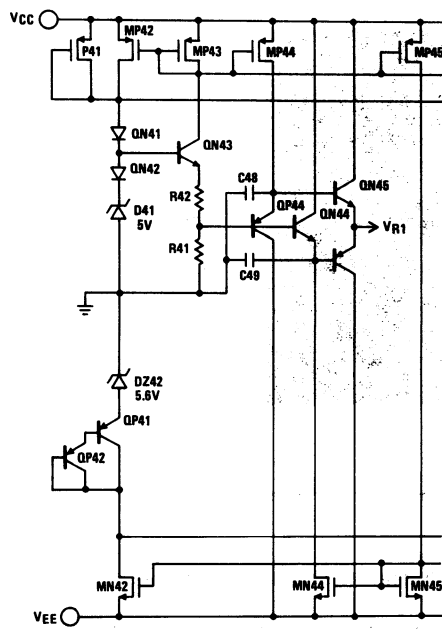 VCC
P41
MP42
MP43
MP44
MP45
QN41
QN42
QN43
D41
5V
R42
R41
C48
C49
QP44
QN44
QN45
VR1
DZ42
5.6V
QP41
QP42
MN42
MN44
MN45
VEE